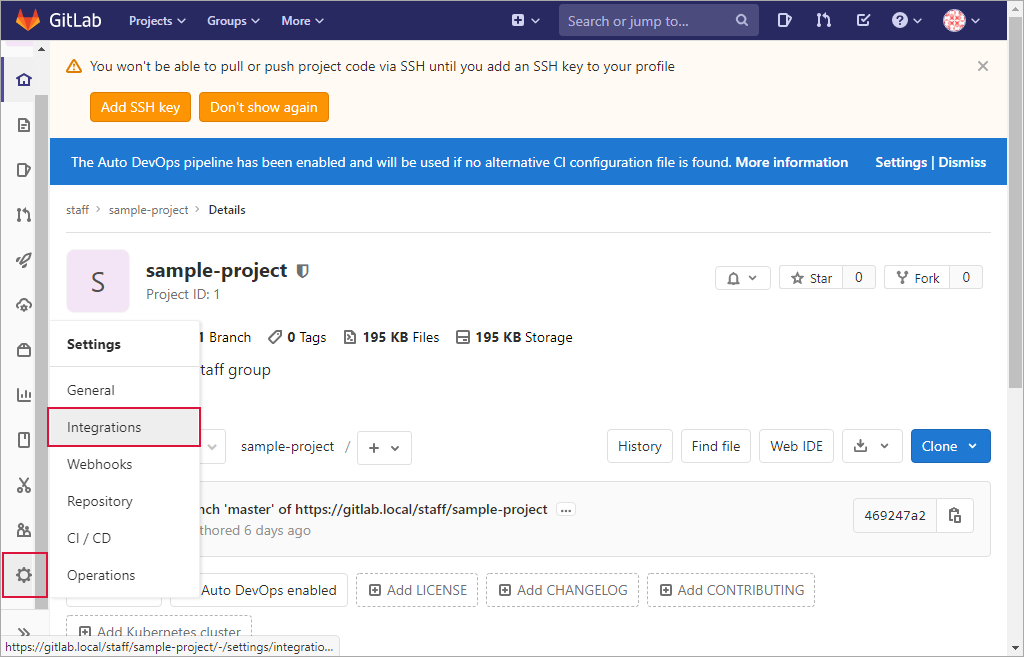 GitLab Projects Groups More Search or jump to...
You won't be able to pull or push project code via SSH until you add an SSH key to your profile
Add SSH key Don't show again
The Auto DevOps pipeline has been enabled and will be used if no alternative CI configuration file is found. More information Settings | Dismiss
staff > sample-project > Details
S
sample-project
Project ID: 1
Star 0 Fork 0
1 Branch 0 Tags 195 KB Files 195 KB Storage
Settings
taff group
General
Integrations
sample-project / + History Find file Web IDE Clone
Webhooks
Repository
nch 'master' of https://gitlab.local/staff/sample-project ...
thored 6 days ago
469247a2
CI / CD
Operations
Auto DevOps enabled Add LICENSE Add CHANGELOG Add CONTRIBUTING
Add Kubernetes cluster
https://gitlab.local/staff/sample-project/-/settings/integratio...